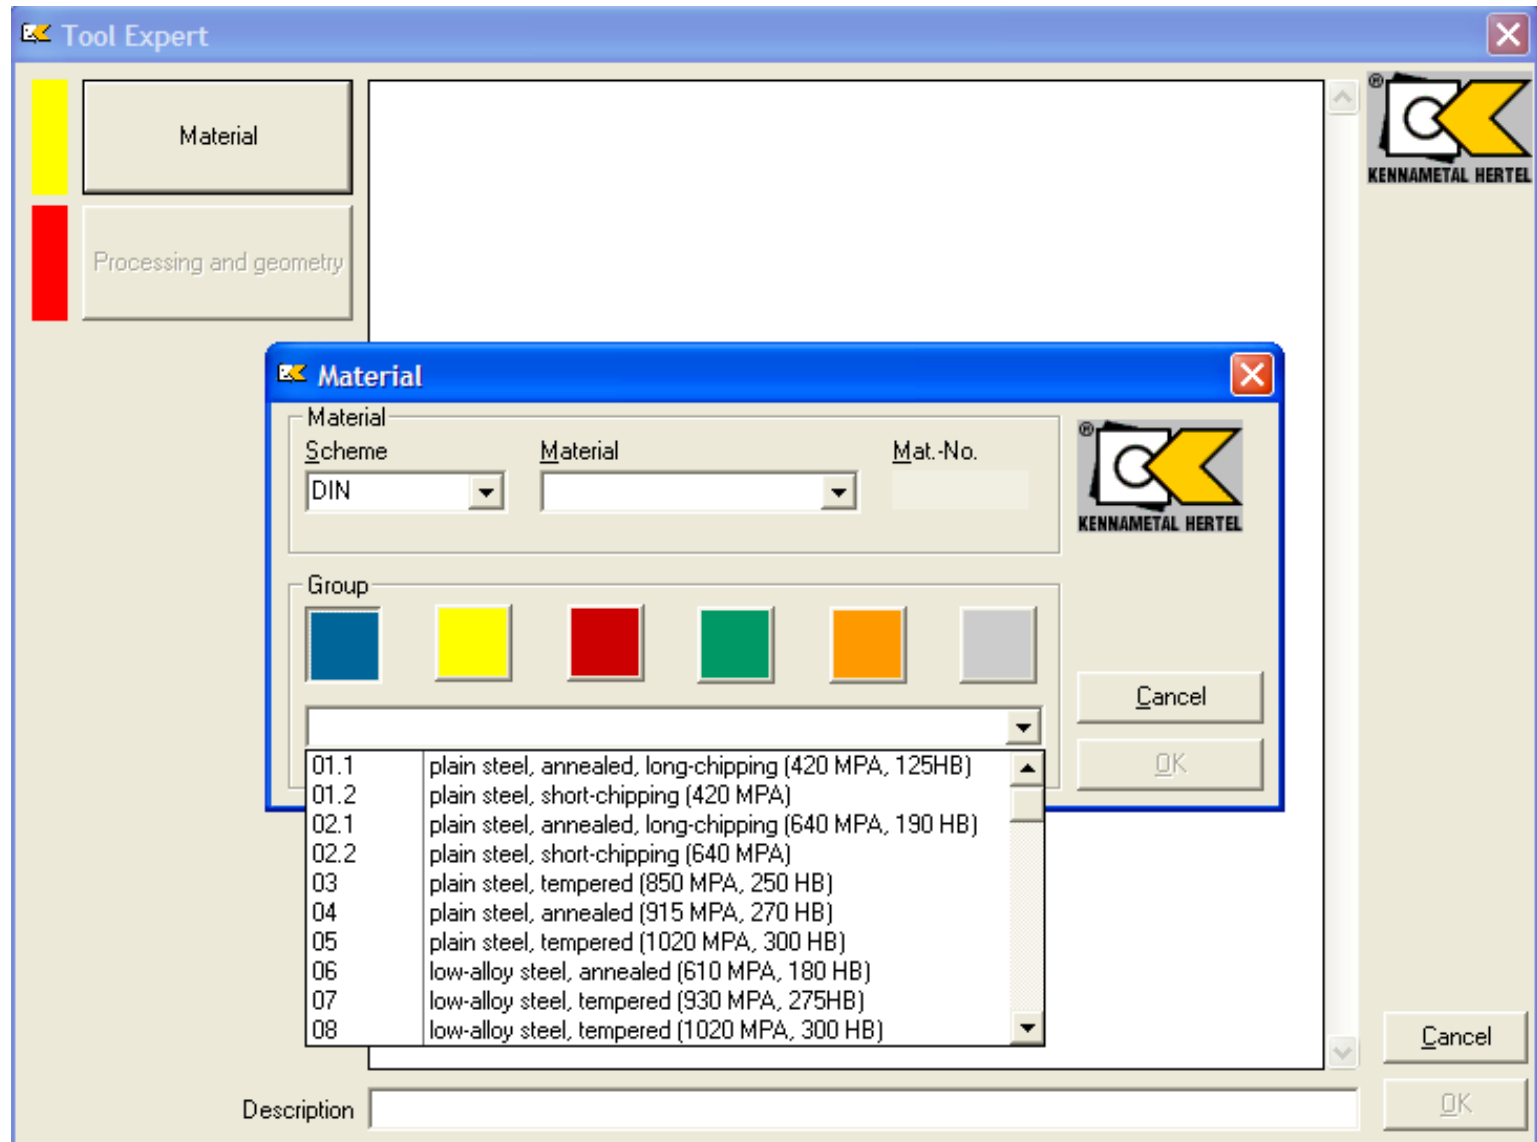 Tool Expert
Material
Processing and geometry
® KENNAMETAL HERTEL
Material
Material
Scheme Material Mat.-No.
DIN
® KENNAMETAL HERTEL
Group
Cancel
OK
01.1 plain steel, annealed, long-chipping (420 MPA, 125HB)
01.2 plain steel, short-chipping (420 MPA)
02.1 plain steel, annealed, long-chipping (640 MPA, 190 HB)
02.2 plain steel, short-chipping (640 MPA)
03 plain steel, tempered (850 MPA, 250 HB)
04 plain steel, annealed (915 MPA, 270 HB)
05 plain steel, tempered (1020 MPA, 300 HB)
06 low-alloy steel, annealed (610 MPA, 180 HB)
07 low-alloy steel, tempered (930 MPA, 275HB)
08 low-alloy steel, tempered (1020 MPA, 300 HB)
Cancel
Description
OK